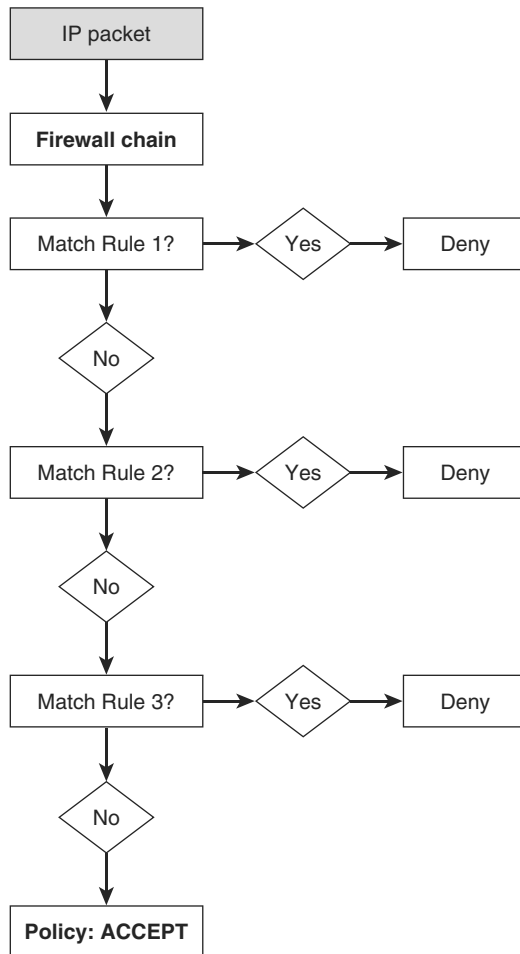 IP packet
Firewall chain
Match Rule 1?
Yes
Deny
No
Match Rule 2?
Yes
Deny
No
Match Rule 3?
Yes
Deny
No
Policy: ACCEPT